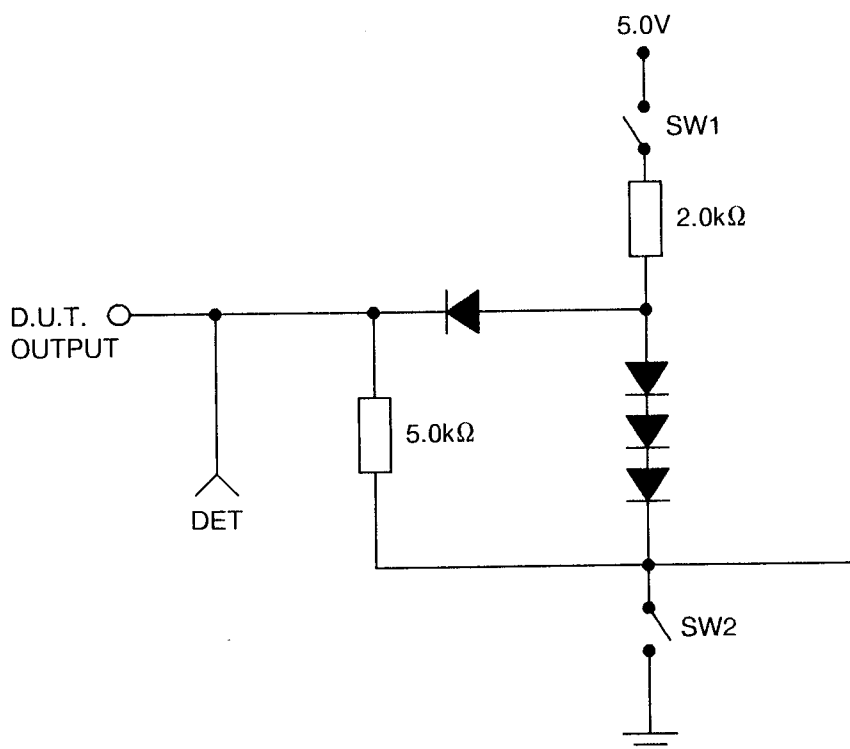 5.0V
SW1
2.0kΩ
D.U.T.
OUTPUT
5.0kΩ
DET
SW2